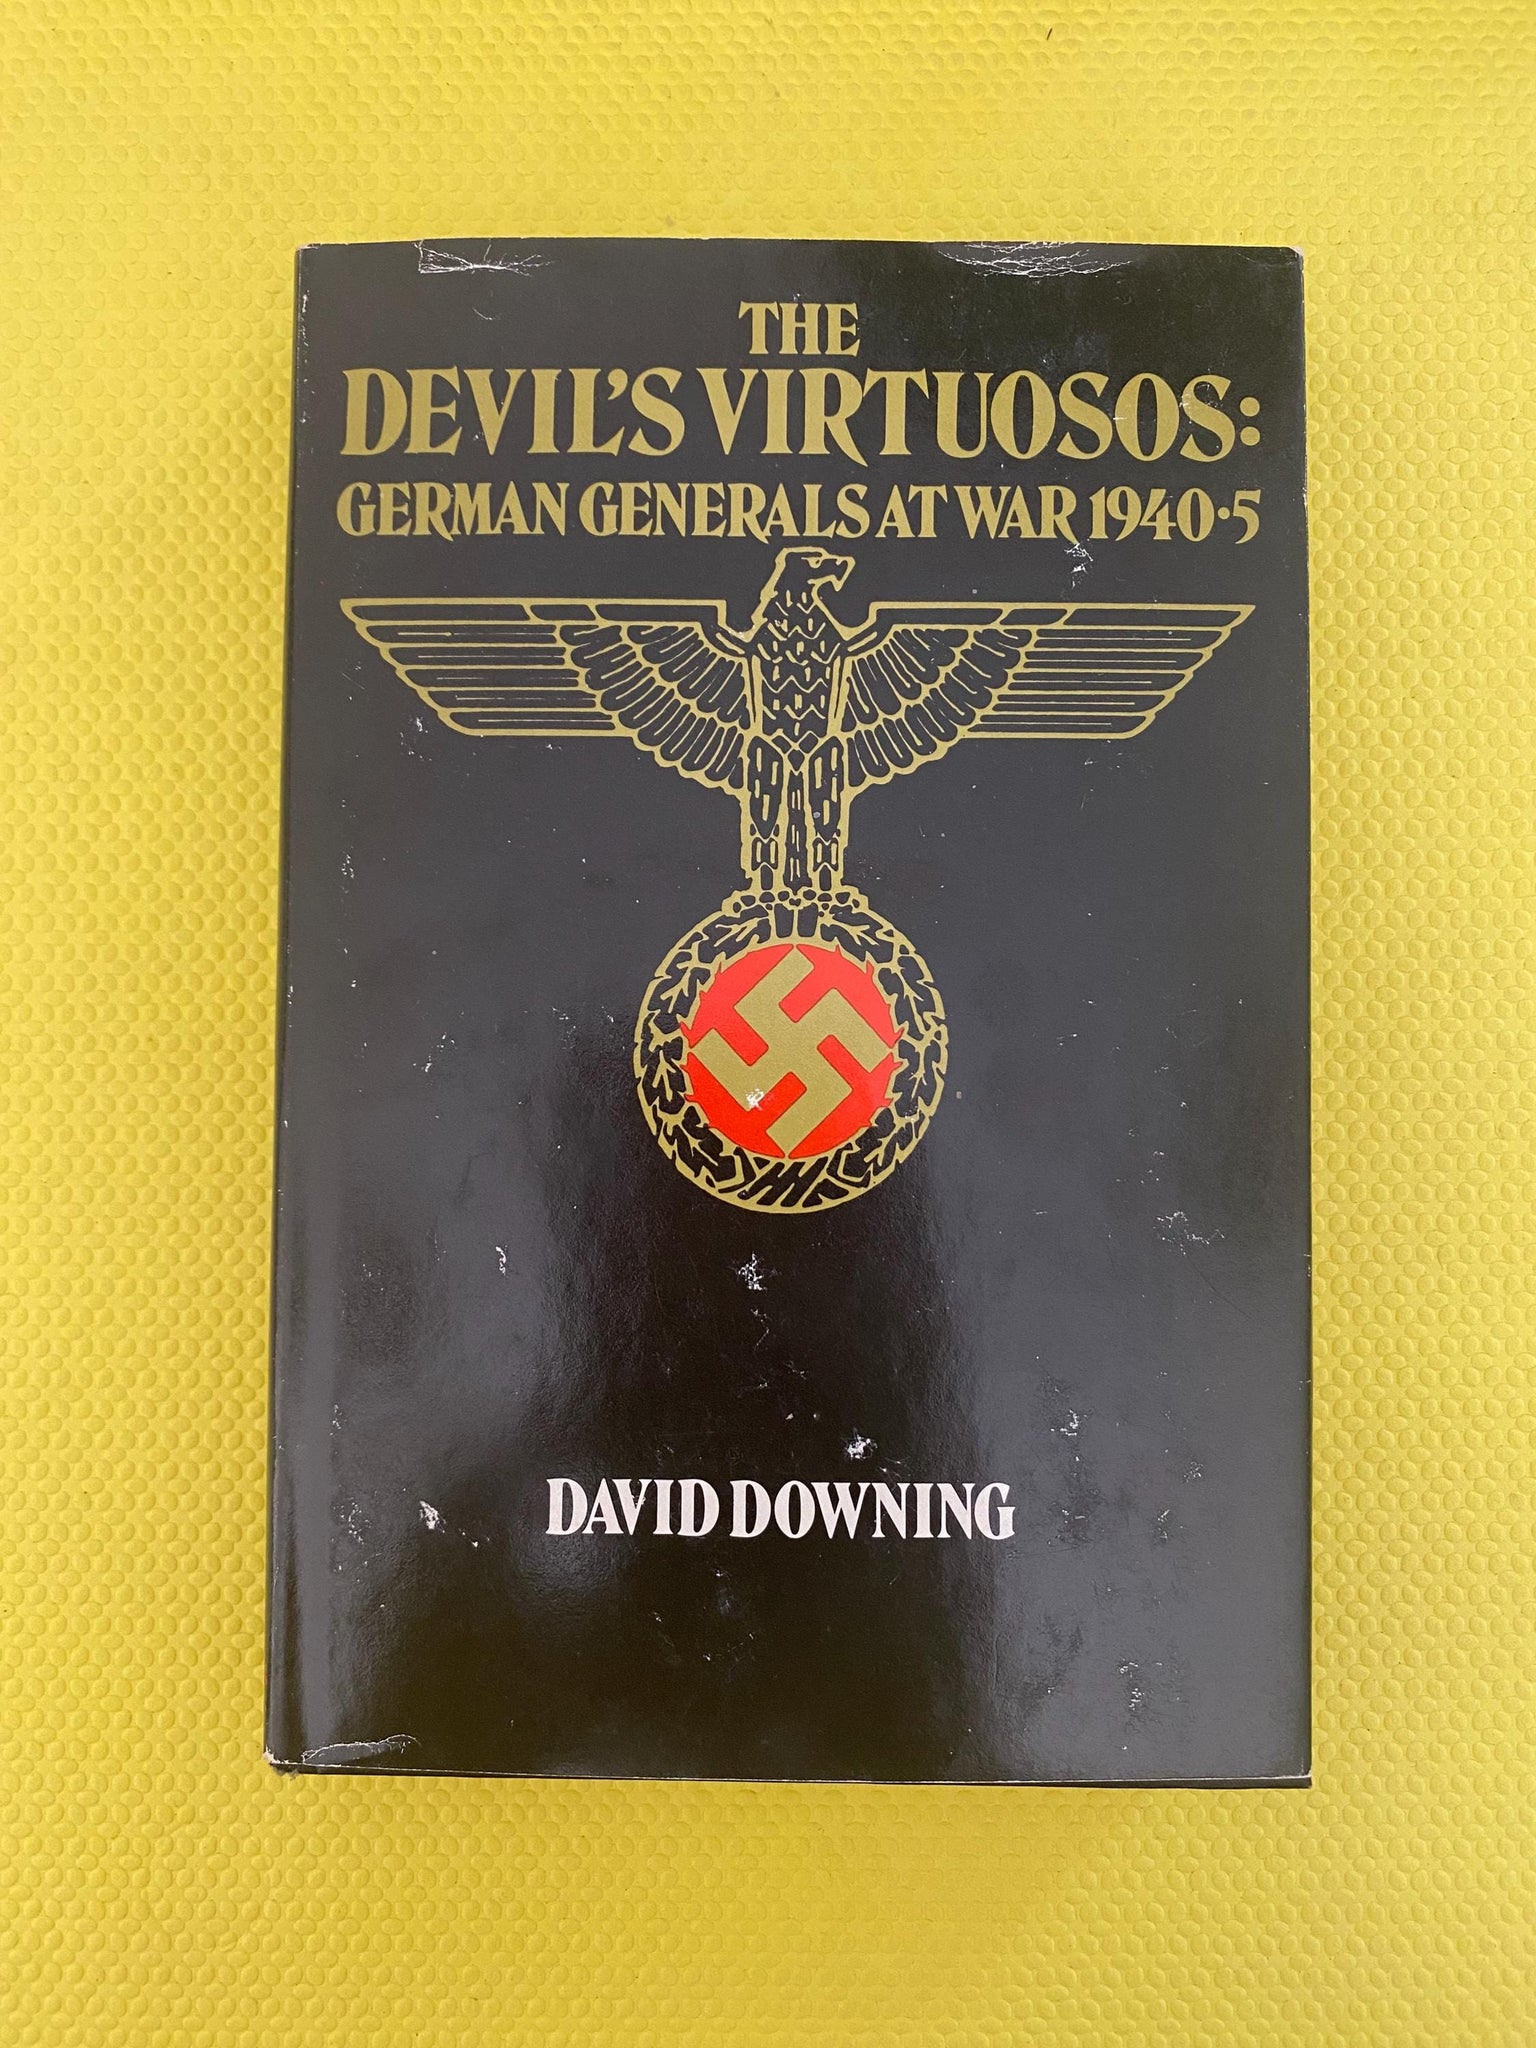 THE
DEVIL'S VIRTUOSOS:
GERMAN GENERALS AT WAR 1940·5
DAVID DOWNING